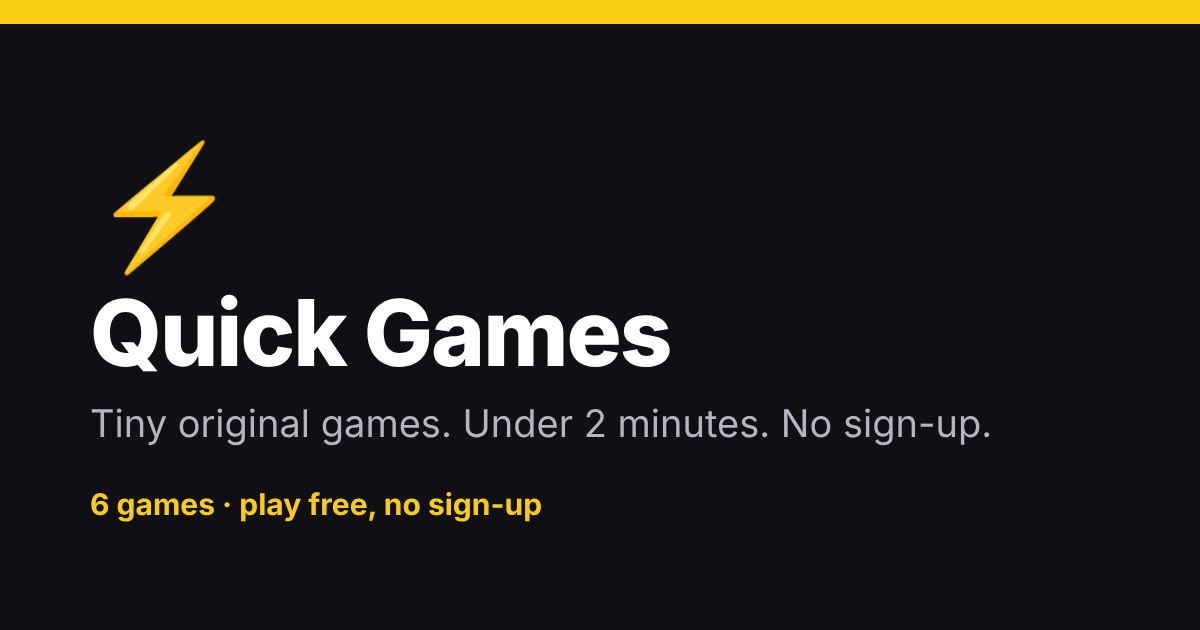 Quick Games
Tiny original games. Under 2 minutes. No sign-up.
6 games · play free, no sign-up